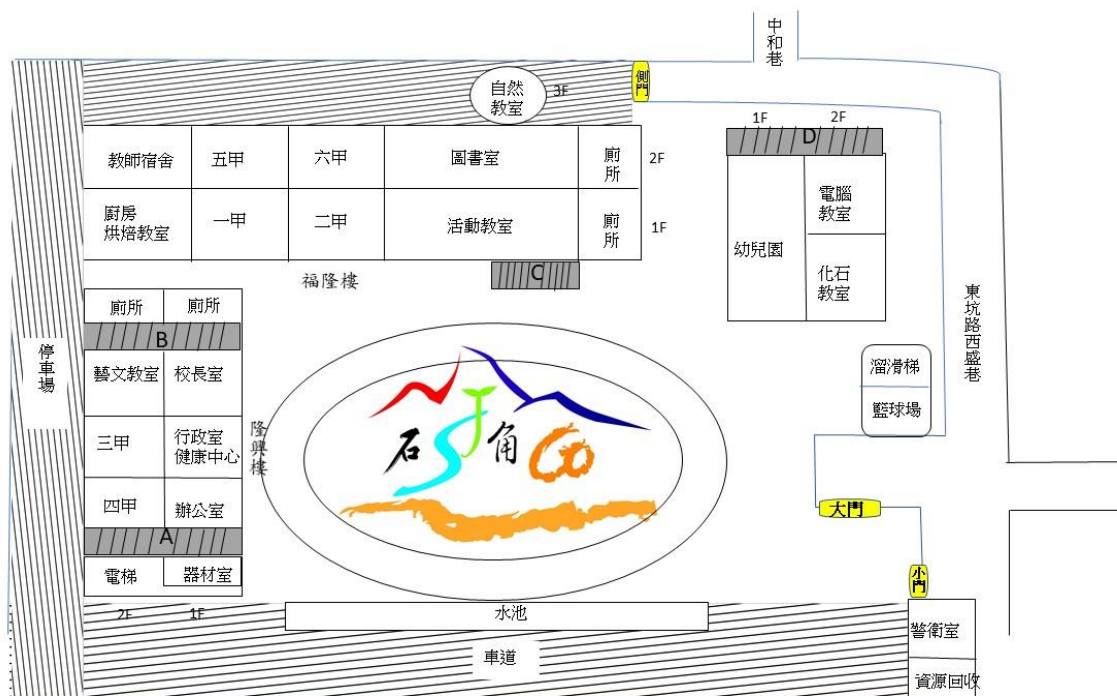 中和巷
側門
自然
教室
3F
1F
2F
D
教師宿舍
五甲
六甲
圖書室
廁所
2F
廚房
烘焙教室
一甲
二甲
活動教室
廁所
1F
幼兒園
電腦
教室
化石
教室
福隆樓
C
廁所
廁所
B
停車場
藝文教室
校長室
三甲
行政室
健康中心
隆興樓
四甲
辦公室
A
電梯
器材室
2F
1F
石
SJ
角
Co
溜滑梯
籃球場
東坑路西盛巷
大門
小門
水池
車道
警衛室
資源回收